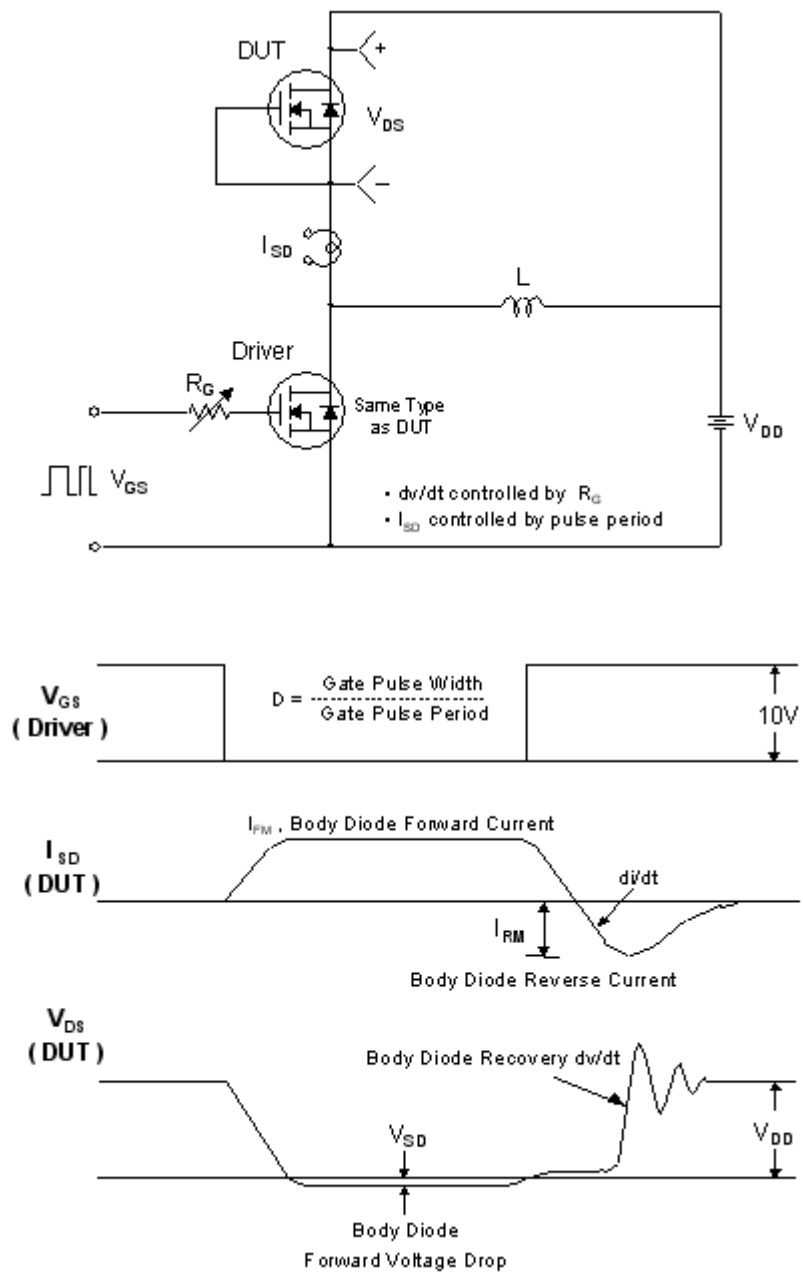 DUT
+
V_DS
–
I_SD
L
Driver
R_G
Same Type
as DUT
V_DD
V_GS
• dv/dt controlled by R_G
• I_SD controlled by pulse period
V_GS
( Driver )
D = Gate Pulse Width
Gate Pulse Period
10V
I_FM , Body Diode Forward Current
I_SD
( DUT )
di/dt
I_RM
Body Diode Reverse Current
V_DS
( DUT )
Body Diode Recovery dv/dt
V_SD
V_DD
Body Diode
Forward Voltage Drop